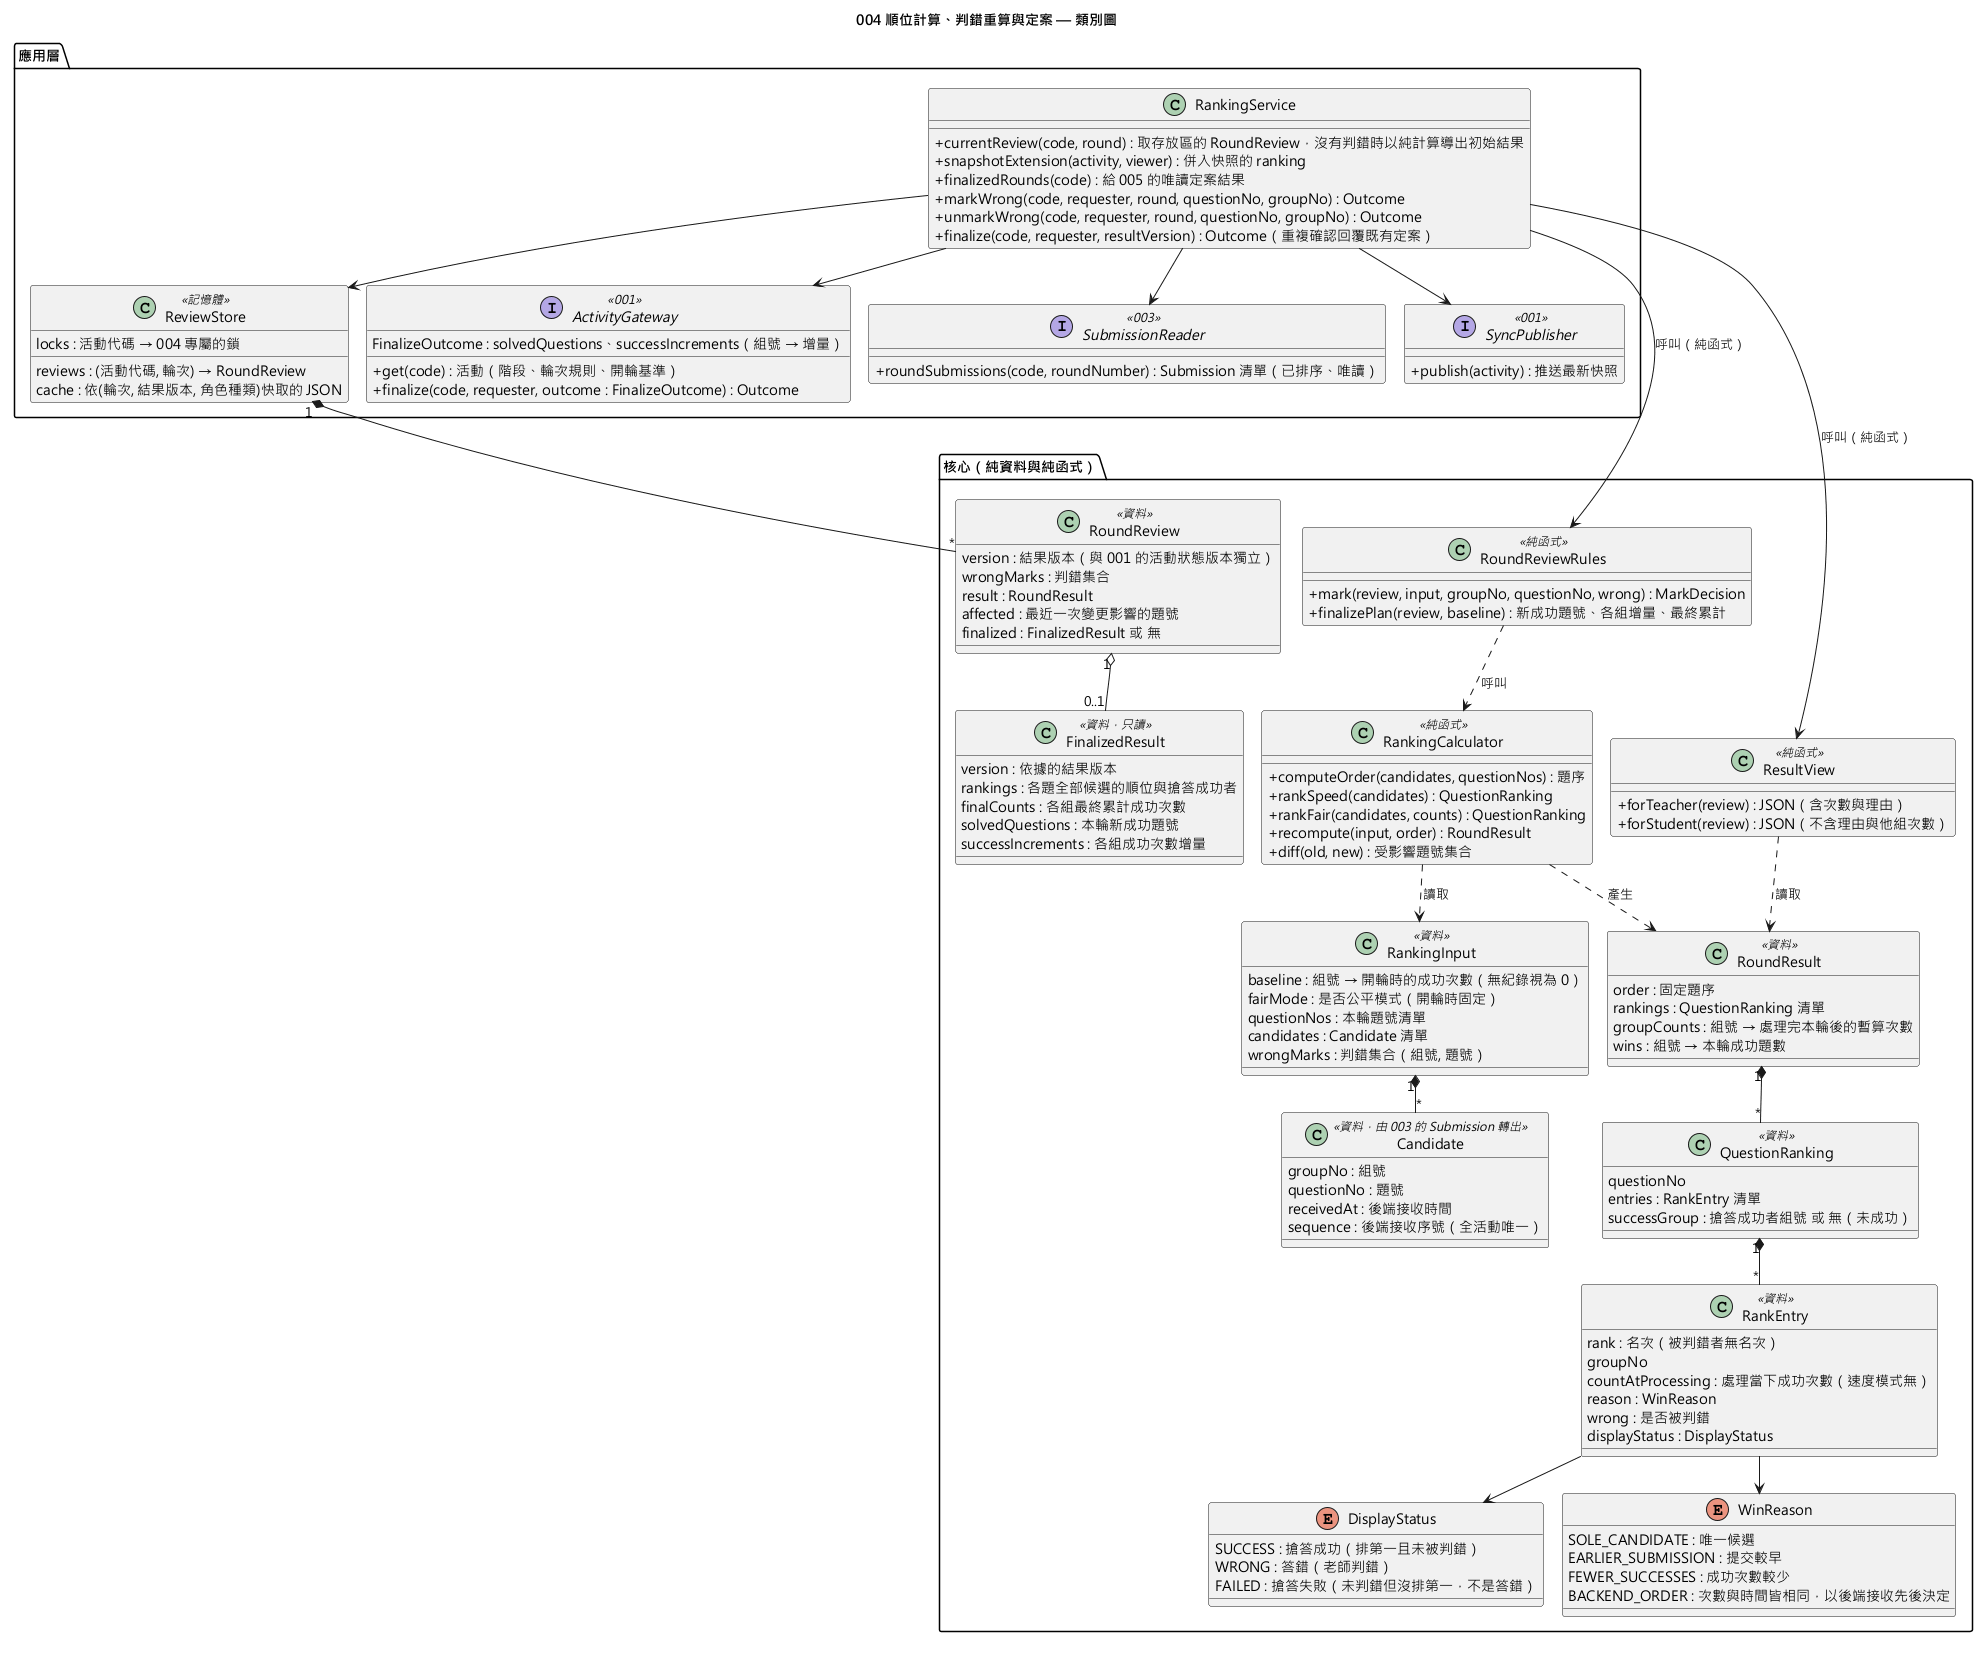 004 順位計算、判錯重算與定案 — 類別圖
應用層
C RankingService
+currentReview(code, round) : 取存放區的 RoundReview，沒有判錯時以純計算導出初始結果
+snapshotExtension(activity, viewer) : 併入快照的 ranking
+finalizedRounds(code) : 給 005 的唯讀定案結果
+markWrong(code, requester, round, questionNo, groupNo) : Outcome
+unmarkWrong(code, requester, round, questionNo, groupNo) : Outcome
+finalize(code, requester, resultVersion) : Outcome（重複確認回覆既有定案）
«記憶體»
C ReviewStore
locks : 活動代碼 → 004 專屬的鎖
reviews : (活動代碼, 輪次) → RoundReview
cache : 依(輪次, 結果版本, 角色種類)快取的 JSON
«001»
I ActivityGateway
FinalizeOutcome : solvedQuestions、successIncrements（組號 → 增量）
+get(code) : 活動（階段、輪次規則、開輪基準）
+finalize(code, requester, outcome : FinalizeOutcome) : Outcome
«003»
I SubmissionReader
+roundSubmissions(code, roundNumber) : Submission 清單（已排序、唯讀）
«001»
I SyncPublisher
+publish(activity) : 推送最新快照
呼叫（純函式）
呼叫（純函式）
1
*
核心（純資料與純函式）
«資料»
C RoundReview
version : 結果版本（與 001 的活動狀態版本獨立）
wrongMarks : 判錯集合
result : RoundResult
affected : 最近一次變更影響的題號
finalized : FinalizedResult 或 無
«純函式»
C RoundReviewRules
+mark(review, input, groupNo, questionNo, wrong) : MarkDecision
+finalizePlan(review, baseline) : 新成功題號、各組增量、最終累計
1
0..1
呼叫
«資料，只讀»
C FinalizedResult
version : 依據的結果版本
rankings : 各題全部候選的順位與搶答成功者
finalCounts : 各組最終累計成功次數
solvedQuestions : 本輪新成功題號
successIncrements : 各組成功次數增量
«純函式»
C RankingCalculator
+computeOrder(candidates, questionNos) : 題序
+rankSpeed(candidates) : QuestionRanking
+rankFair(candidates, counts) : QuestionRanking
+recompute(input, order) : RoundResult
+diff(old, new) : 受影響題號集合
«純函式»
C ResultView
+forTeacher(review) : JSON（含次數與理由）
+forStudent(review) : JSON（不含理由與他組次數）
讀取
產生
讀取
«資料»
C RankingInput
baseline : 組號 → 開輪時的成功次數（無紀錄視為 0）
fairMode : 是否公平模式（開輪時固定）
questionNos : 本輪題號清單
candidates : Candidate 清單
wrongMarks : 判錯集合（組號, 題號）
«資料»
C RoundResult
order : 固定題序
rankings : QuestionRanking 清單
groupCounts : 組號 → 處理完本輪後的暫算次數
wins : 組號 → 本輪成功題數
1
*
1
*
«資料，由 003 的 Submission 轉出»
C Candidate
groupNo : 組號
questionNo : 題號
receivedAt : 後端接收時間
sequence : 後端接收序號（全活動唯一）
«資料»
C QuestionRanking
questionNo
entries : RankEntry 清單
successGroup : 搶答成功者組號 或 無（未成功）
1
*
«資料»
C RankEntry
rank : 名次（被判錯者無名次）
groupNo
countAtProcessing : 處理當下成功次數（速度模式無）
reason : WinReason
wrong : 是否被判錯
displayStatus : DisplayStatus
E DisplayStatus
SUCCESS : 搶答成功（排第一且未被判錯）
WRONG : 答錯（老師判錯）
FAILED : 搶答失敗（未判錯但沒排第一，不是答錯）
E WinReason
SOLE_CANDIDATE : 唯一候選
EARLIER_SUBMISSION : 提交較早
FEWER_SUCCESSES : 成功次數較少
BACKEND_ORDER : 次數與時間皆相同，以後端接收先後決定